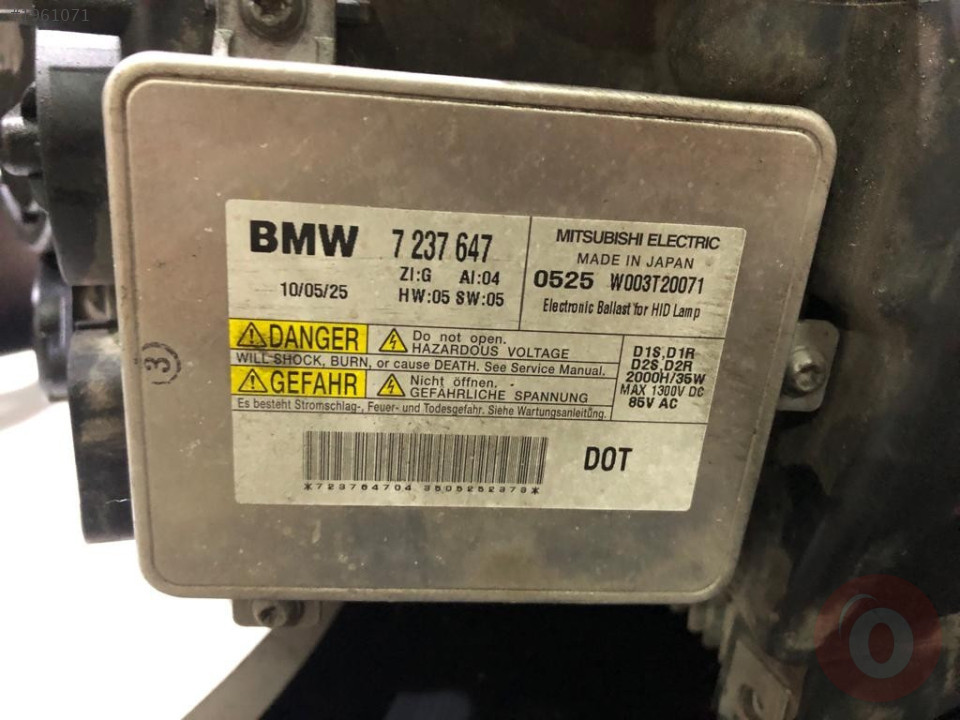 #1961071
BMW 7 237 647
ZI:G AI:04
10/05/25 HW:05 SW:05
MITSUBISHI ELECTRIC
MADE IN JAPAN
0525 W003T20071
Electronic Ballast for HID Lamp
DANGER Do not open.
HAZARDOUS VOLTAGE
WILL SHOCK, BURN, or cause DEATH. See Service Manual.
GEFAHR Nicht öffnen.
GEFÄHRLICHE SPANNUNG
Es besteht Stromschlag-, Feuer- und Todesgefahr. Siehe Wartungsanleitung.
D1S,D1R
D2S,D2R
2000H/35W
MAX 1300V DC
85V AC
*723764704 3505252373*
DOT
3
O